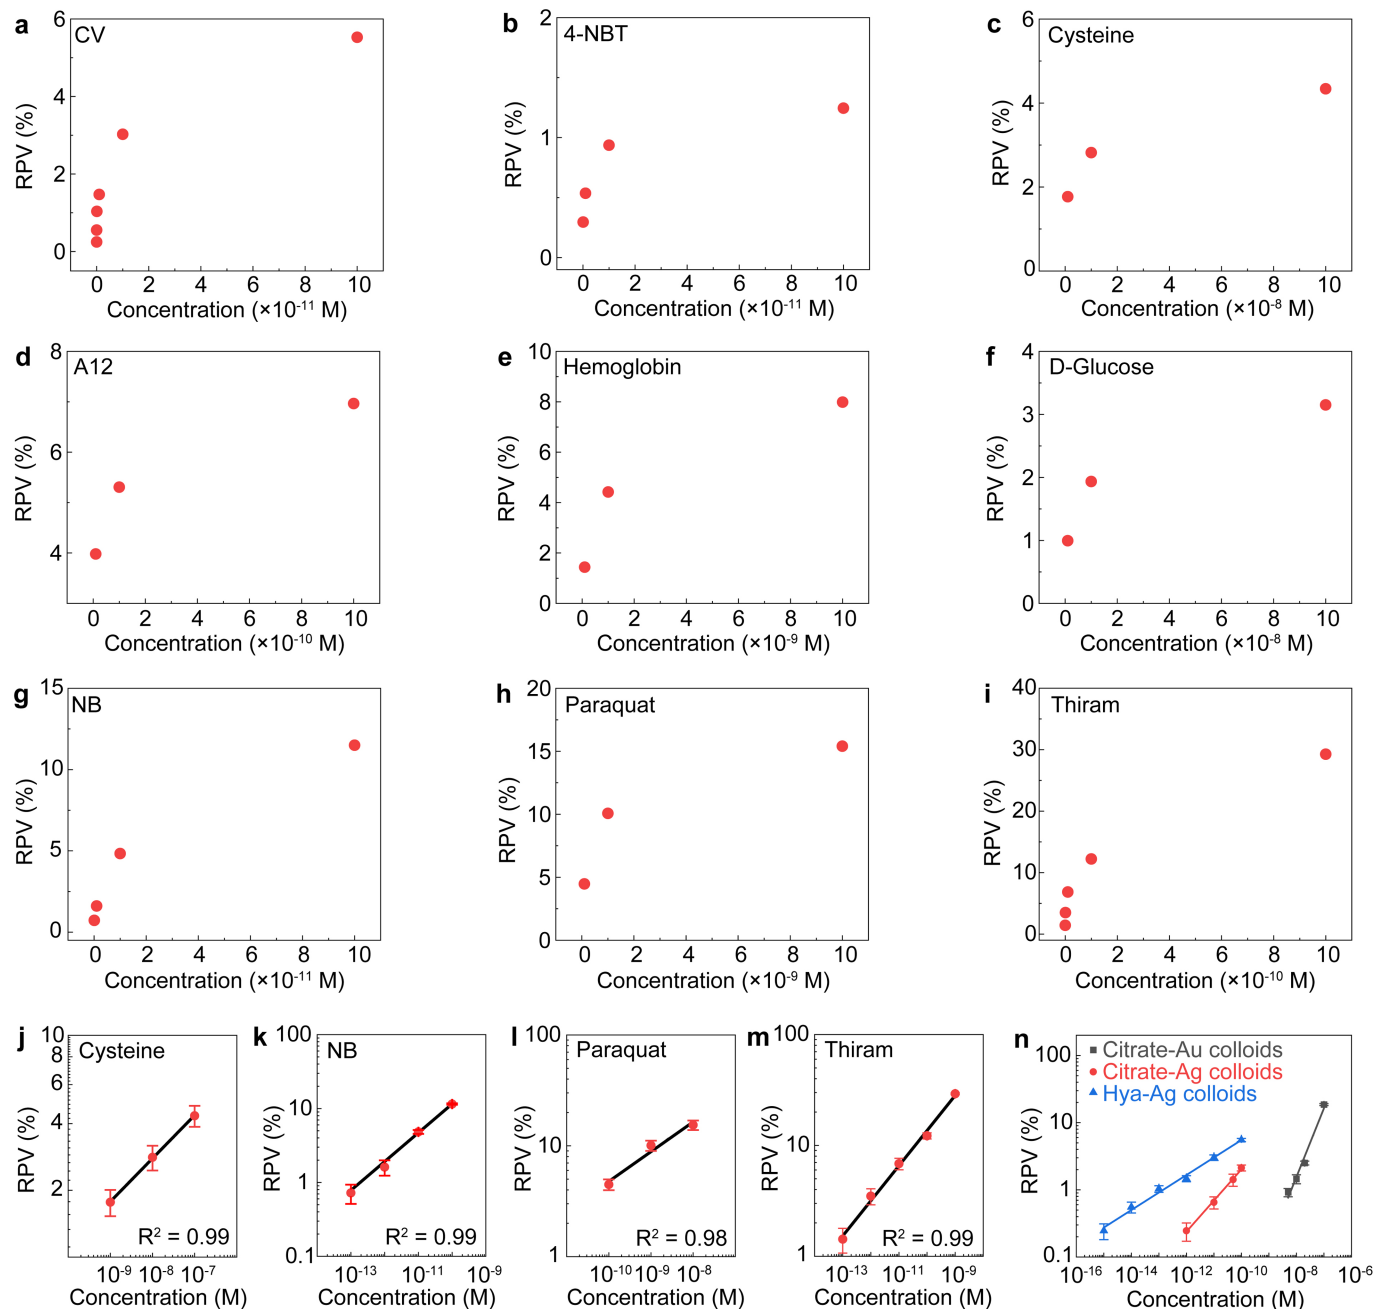 a
CV
RPV (%)
6
4
2
0
0 2 4 6 8 10
Concentration (×10⁻¹¹ M)
b
4-NBT
RPV (%)
2
1
0
0 2 4 6 8 10
Concentration (×10⁻¹¹ M)
c
Cysteine
RPV (%)
6
4
2
0
0 2 4 6 8 10
Concentration (×10⁻⁸ M)
d
A12
RPV (%)
8
6
4
0 2 4 6 8 10
Concentration (×10⁻¹⁰ M)
e
Hemoglobin
RPV (%)
10
8
6
4
2
0
0 2 4 6 8 10
Concentration (×10⁻⁹ M)
f
D-Glucose
RPV (%)
4
3
2
1
0
0 2 4 6 8 10
Concentration (×10⁻⁸ M)
g
NB
RPV (%)
15
10
5
0
0 2 4 6 8 10
Concentration (×10⁻¹¹ M)
h
Paraquat
RPV (%)
20
15
10
5
0
0 2 4 6 8 10
Concentration (×10⁻⁹ M)
i
Thiram
RPV (%)
40
30
20
10
0
0 2 4 6 8 10
Concentration (×10⁻¹⁰ M)
j
Cysteine
RPV (%)
10
8
6
4
2
R² = 0.99
10⁻⁹ 10⁻⁸ 10⁻⁷
Concentration (M)
k
NB
RPV (%)
100
10
1
0.1
R² = 0.99
10⁻¹³ 10⁻¹¹ 10⁻⁹
Concentration (M)
l
Paraquat
RPV (%)
100
10
1
R² = 0.98
10⁻¹⁰ 10⁻⁹ 10⁻⁸
Concentration (M)
m
Thiram
RPV (%)
100
10
1
R² = 0.99
10⁻¹³ 10⁻¹¹ 10⁻⁹
Concentration (M)
n
Citrate-Au colloids
Citrate-Ag colloids
Hya-Ag colloids
RPV (%)
100
10
1
0.1
10⁻¹⁶ 10⁻¹⁴ 10⁻¹² 10⁻¹⁰ 10⁻⁸ 10⁻⁶
Concentration (M)